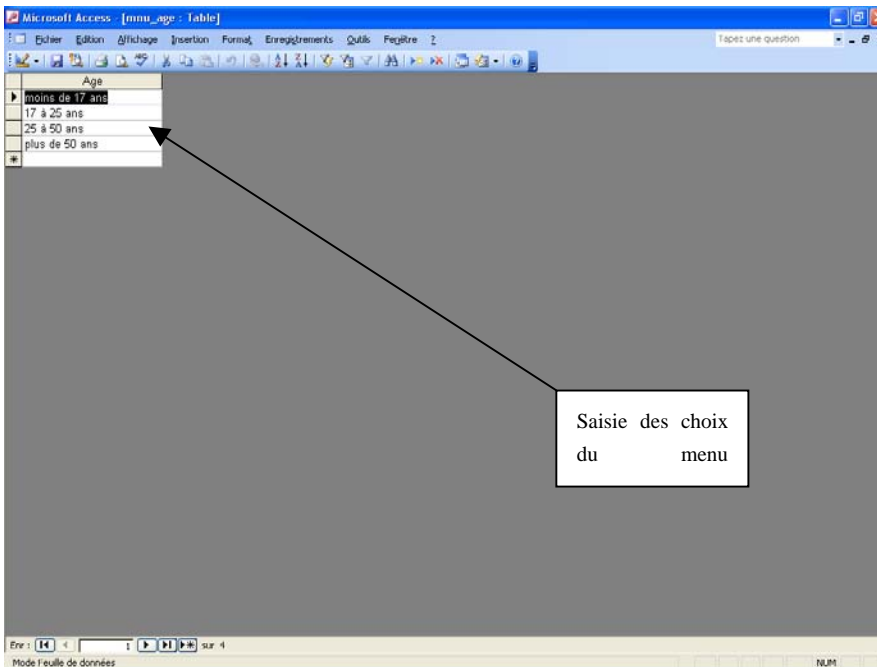 Microsoft Access - [mnu_age : Table]
Fichier Edition Affichage Insertion Format Enregistrements Outils Fenêtre ?
Tapez une question
Age
moins de 17 ans
17 à 25 ans
25 à 50 ans
plus de 50 ans
Saisie des choix
du menu
Enr : 1 sur 4
Mode Feuille de données NUM